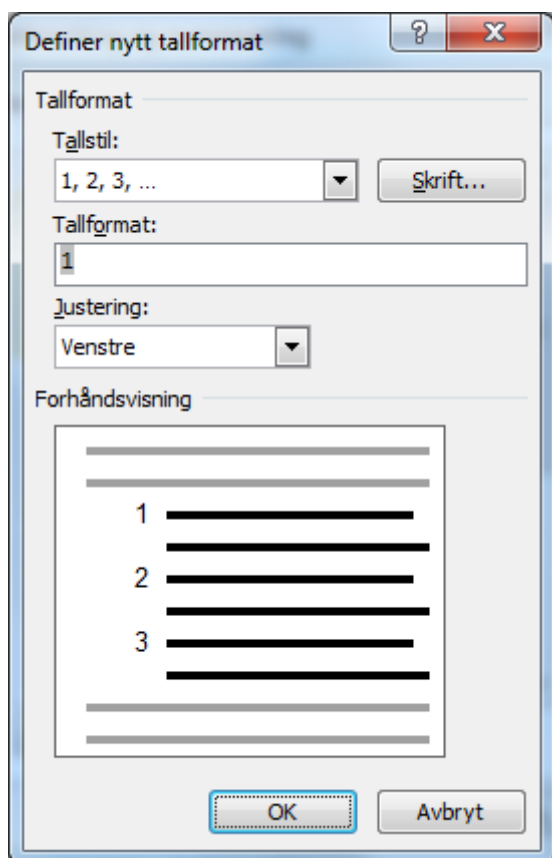 Definer nytt tallformat
Tallformat
Tallstil:
1, 2, 3, ...
Skrift...
Tallformat:
1
Justering:
Venstre
Forhåndsvisning
1
2
3
OK Avbryt